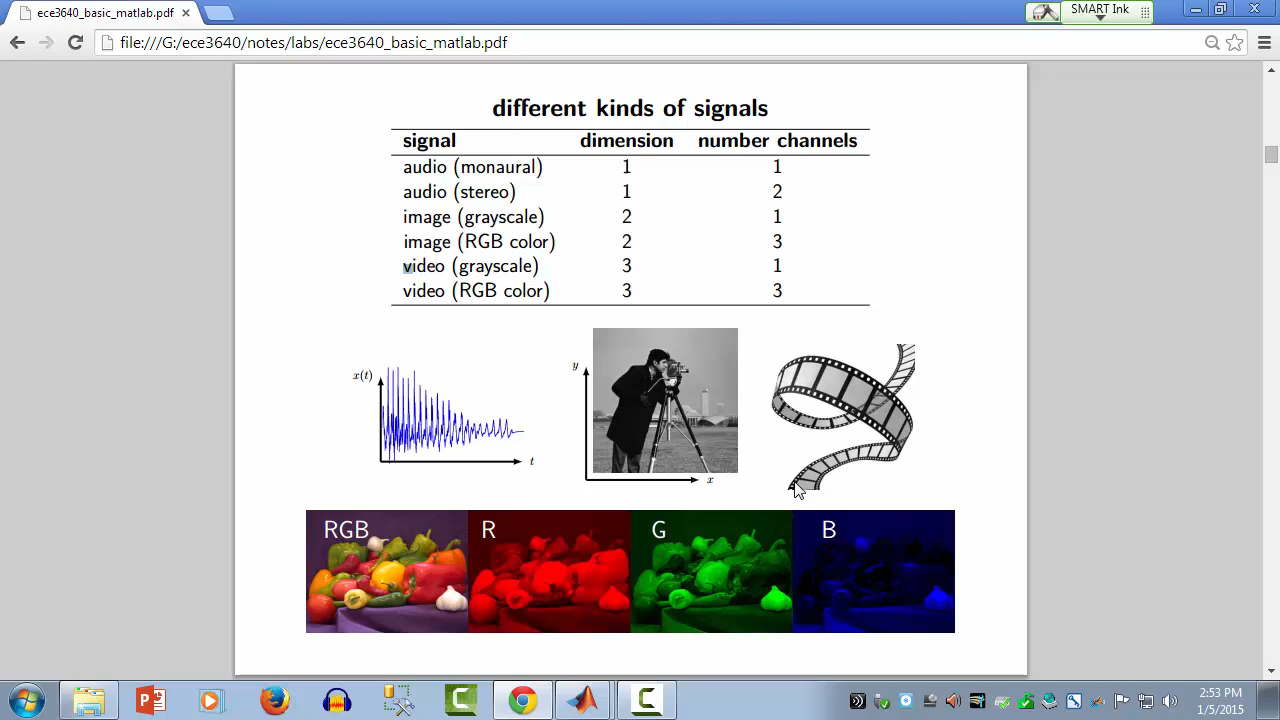 ece3640_basic_matlab.pdf
SMART Ink
file:///G:/ece3640/notes/labs/ece3640_basic_matlab.pdf
different kinds of signals
signal dimension number channels
audio (monaural) 1 1
audio (stereo) 1 2
image (grayscale) 2 1
image (RGB color) 2 3
video (grayscale) 3 1
video (RGB color) 3 3
x(t)
t
y
x
RGB R G B
2:53 PM
1/5/2015